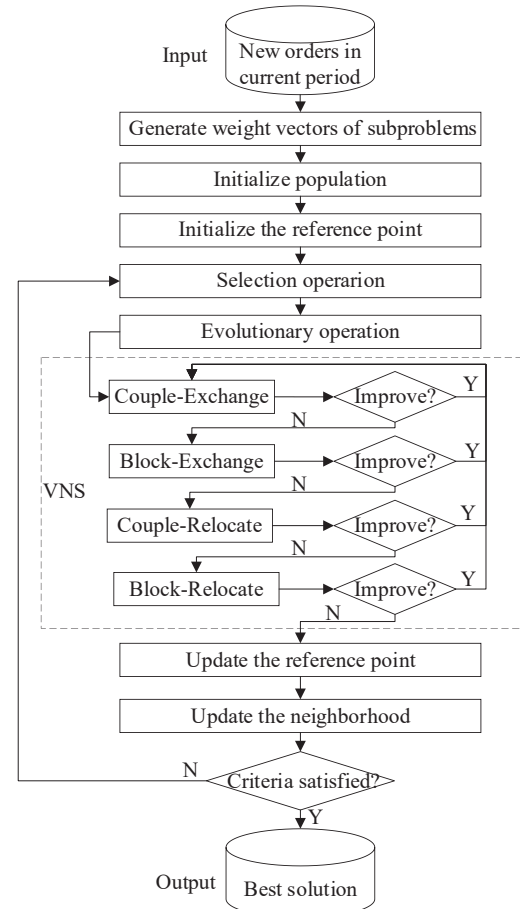 Input
New orders in
current period
Generate weight vectors of subproblems
Initialize population
Initialize the reference point
Selection operarion
Evolutionary operation
VNS
Couple-Exchange
Improve?
Y
N
Block-Exchange
Improve?
Y
N
Couple-Relocate
Improve?
Y
N
Block-Relocate
Improve?
Y
N
Update the reference point
Update the neighborhood
N
Criteria satisfied?
Y
Output
Best solution